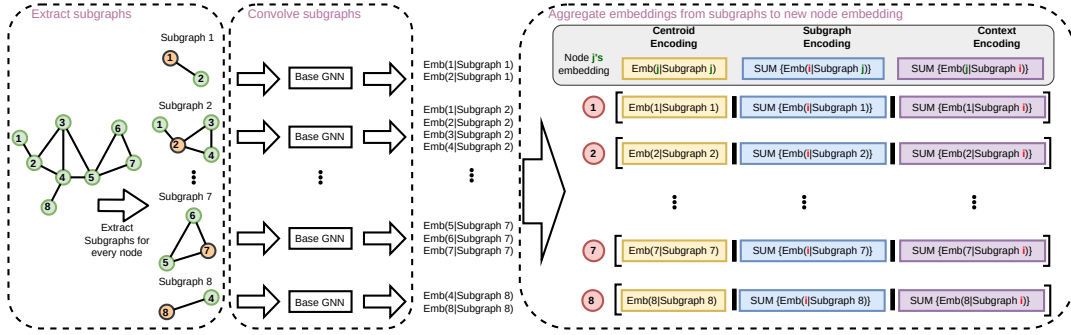 Extract subgraphs
Convolve subgraphs
Aggregate embeddings from subgraphs to new node embedding
1
2
3
4
5
6
7
8
Extract
Subgraphs for
every node
Subgraph 1
1
2
Subgraph 2
1
2
3
4
Subgraph 7
6
5
7
Subgraph 8
8
4
Base GNN
Base GNN
Base GNN
Base GNN
Emb(1|Subgraph 1)
Emb(2|Subgraph 1)
Emb(1|Subgraph 2)
Emb(2|Subgraph 2)
Emb(3|Subgraph 2)
Emb(4|Subgraph 2)
Emb(5|Subgraph 7)
Emb(6|Subgraph 7)
Emb(7|Subgraph 7)
Emb(4|Subgraph 8)
Emb(8|Subgraph 8)
Centroid
Encoding
Subgraph
Encoding
Context
Encoding
Node j's
embedding
Emb(j|Subgraph j)
SUM {Emb(i|Subgraph j)}
SUM {Emb(j|Subgraph i)}
1
Emb(1|Subgraph 1)
SUM {Emb(i|Subgraph 1)}
SUM {Emb(1|Subgraph i)}
2
Emb(2|Subgraph 2)
SUM {Emb(i|Subgraph 2)}
SUM {Emb(2|Subgraph i)}
7
Emb(7|Subgraph 7)
SUM {Emb(i|Subgraph 7)}
SUM {Emb(7|Subgraph i)}
8
Emb(8|Subgraph 8)
SUM {Emb(i|Subgraph 8)}
SUM {Emb(8|Subgraph i)}